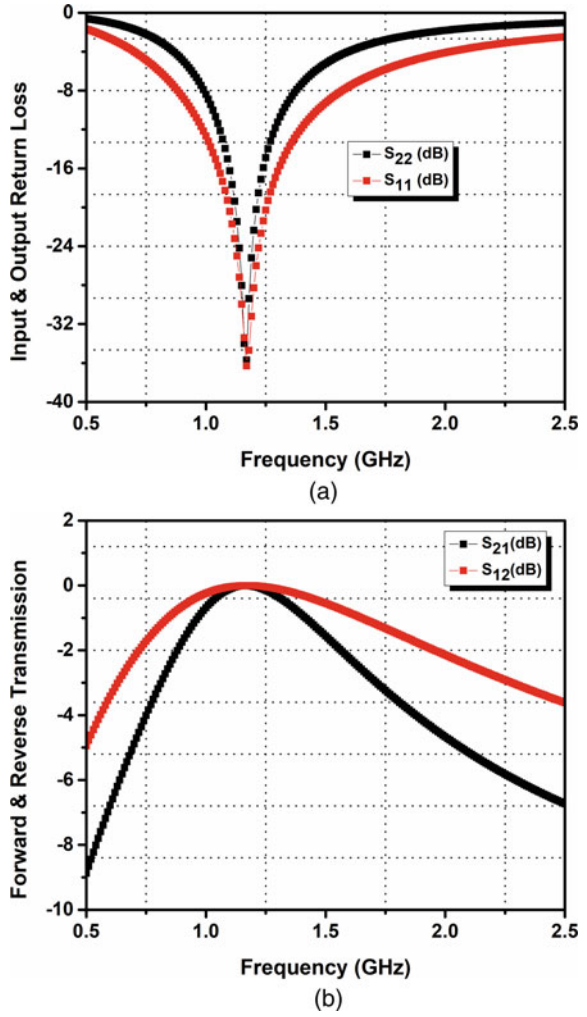 0
-8
-16
-24
-32
-40
Input & Output Return Loss
S22 (dB)
S11 (dB)
0.5 1.0 1.5 2.0 2.5
Frequency (GHz)
(a)
2
0
-2
-4
-6
-8
-10
Forward & Reverse Transmission
S21(dB)
S12(dB)
0.5 1.0 1.5 2.0 2.5
Frequency (GHz)
(b)